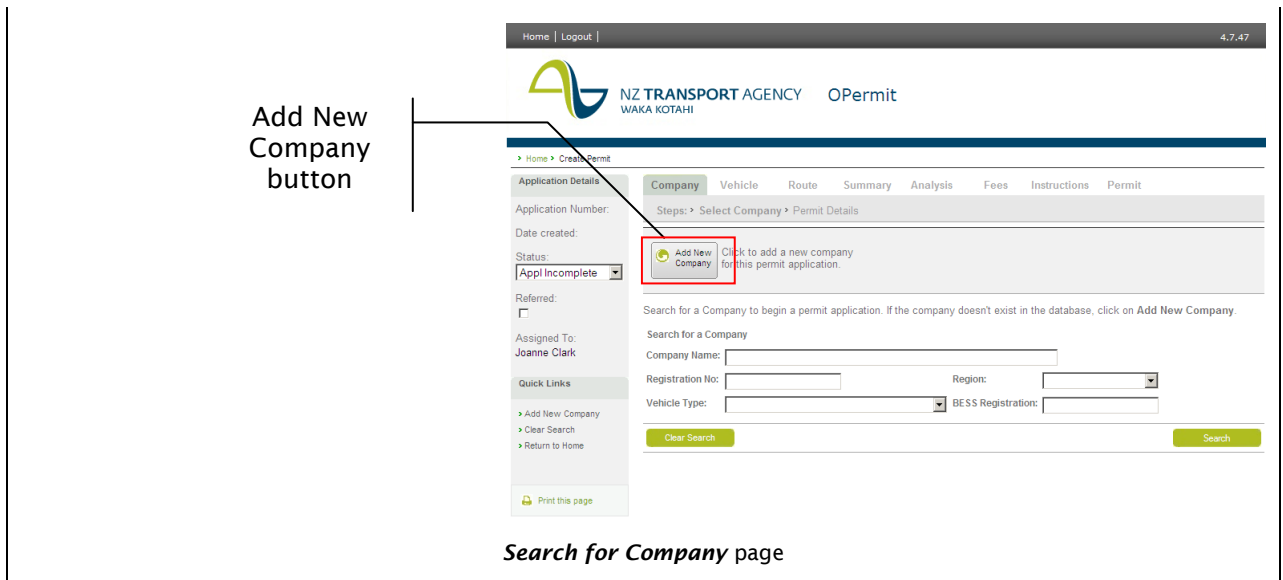 Home | Logout |
4.7.47
NZ TRANSPORT AGENCY
WAKA KOTAHI
OPermit
Add New
Company
button
> Home > Create Permit
Application Details
Application Number:
Date created:
Status:
Appl Incomplete
Referred:
Assigned To:
Joanne Clark
Quick Links
> Add New Company
> Clear Search
> Return to Home
Print this page
Company Vehicle Route Summary Analysis Fees Instructions Permit
Steps: > Select Company > Permit Details
Add New
Company
Click to add a new company
for this permit application.
Search for a Company to begin a permit application. If the company doesn't exist in the database, click on Add New Company.
Search for a Company
Company Name:
Registration No:
Region:
Vehicle Type:
BESS Registration:
Clear Search
Search
Search for Company page